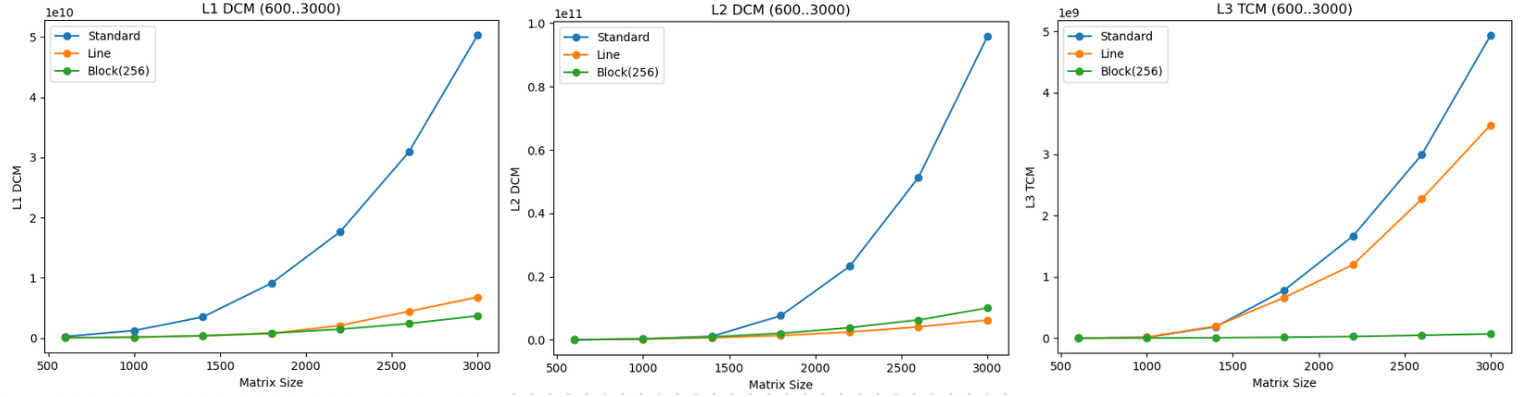 L1 DCM (600..3000)
1e10
Standard
Line
Block(256)
5
4
3
2
1
0
L1 DCM
500
1000
1500
2000
2500
3000
Matrix Size
L2 DCM (600..3000)
1e11
Standard
Line
Block(256)
1.0
0.8
0.6
0.4
0.2
0.0
L2 DCM
500
1000
1500
2000
2500
3000
Matrix Size
L3 TCM (600..3000)
1e9
Standard
Line
Block(256)
5
4
3
2
1
0
L3 TCM
500
1000
1500
2000
2500
3000
Matrix Size